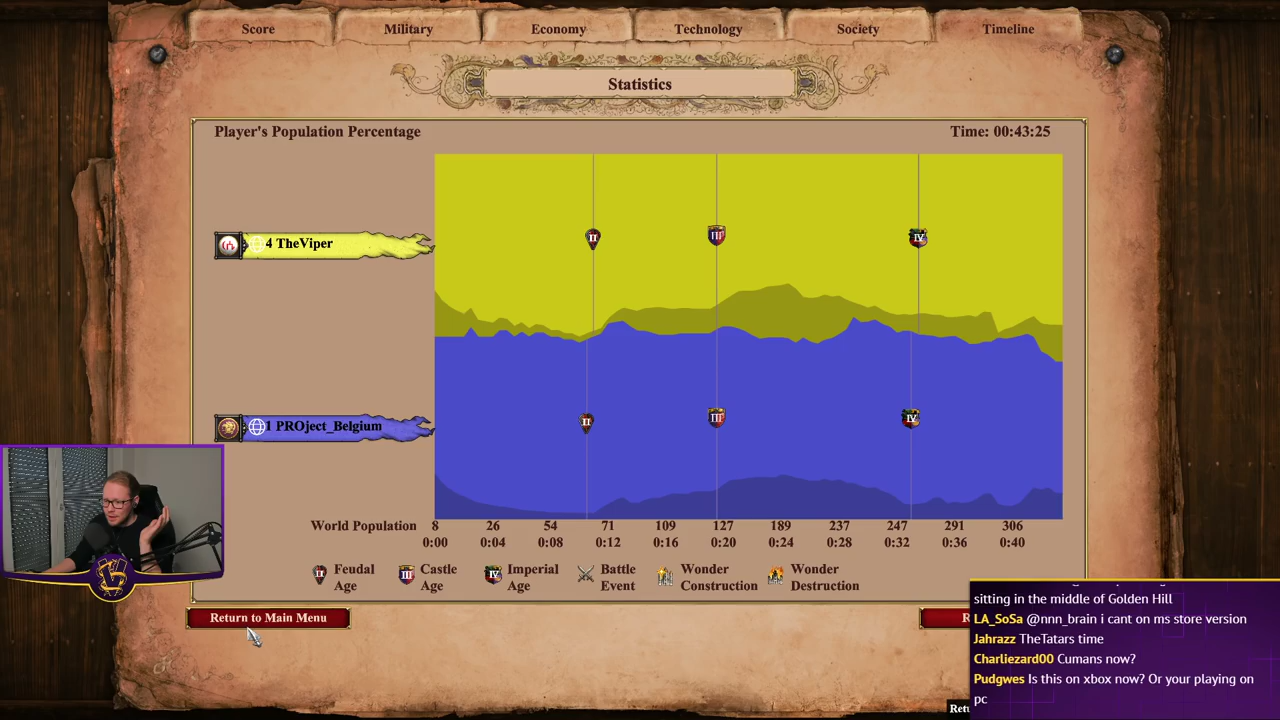 Score Military Economy Technology Society Timeline
Statistics
Player's Population Percentage Time: 00:43:25
4 TheViper
1 PROject_Belgium
World Population 8 26 54 71 109 127 189 237 247 291 306
0:00 0:04 0:08 0:12 0:16 0:20 0:24 0:28 0:32 0:36 0:40
Feudal Age
Castle Age
Imperial Age
Battle Event
Wonder Construction
Wonder Destruction
Return to Main Menu
sitting in the middle of Golden Hill
LA_SoSa @nnn_brain i cant on ms store version
Jahrazz TheTatars time
Charliezard00 Cumans now?
Pudgwes Is this on xbox now? Or your playing on
pc